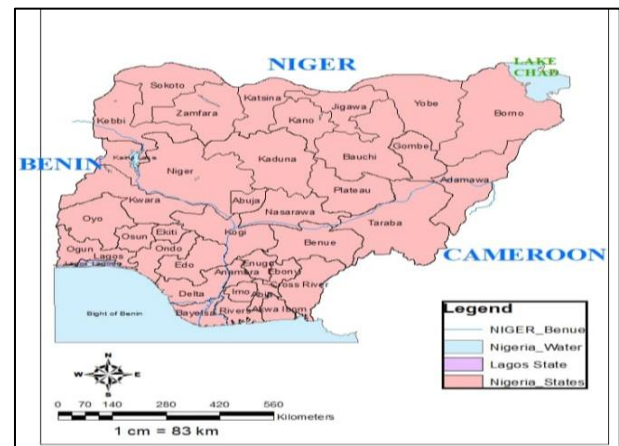 NIGER
LAKE
CHAD
Sokoto
Katsina
Jigawa
Yobe
Borno
Zamfara
Kano
Kebbi
Gombe
BENIN
Niger
Kaduna
Bauchi
Adamawa
Plateau
Kwara
Abuja
Nasarawa
Taraba
Oyo
Kogi
Ekiti
Osun
Benue
CAMEROON
Ogun
Lagos
Ondo
Edo
Enugu
Ebonyi
Anambra
Cross River
Delta
Imo
Abia
Bayelsa
Rivers
Akwa Ibom
Bight of Benin
Legend
NIGER_Benue
Nigeria_Water
Lagos State
Nigeria_States
N
W
E
S
0 70 140 280 420 560
Kilometers
1 cm = 83 km